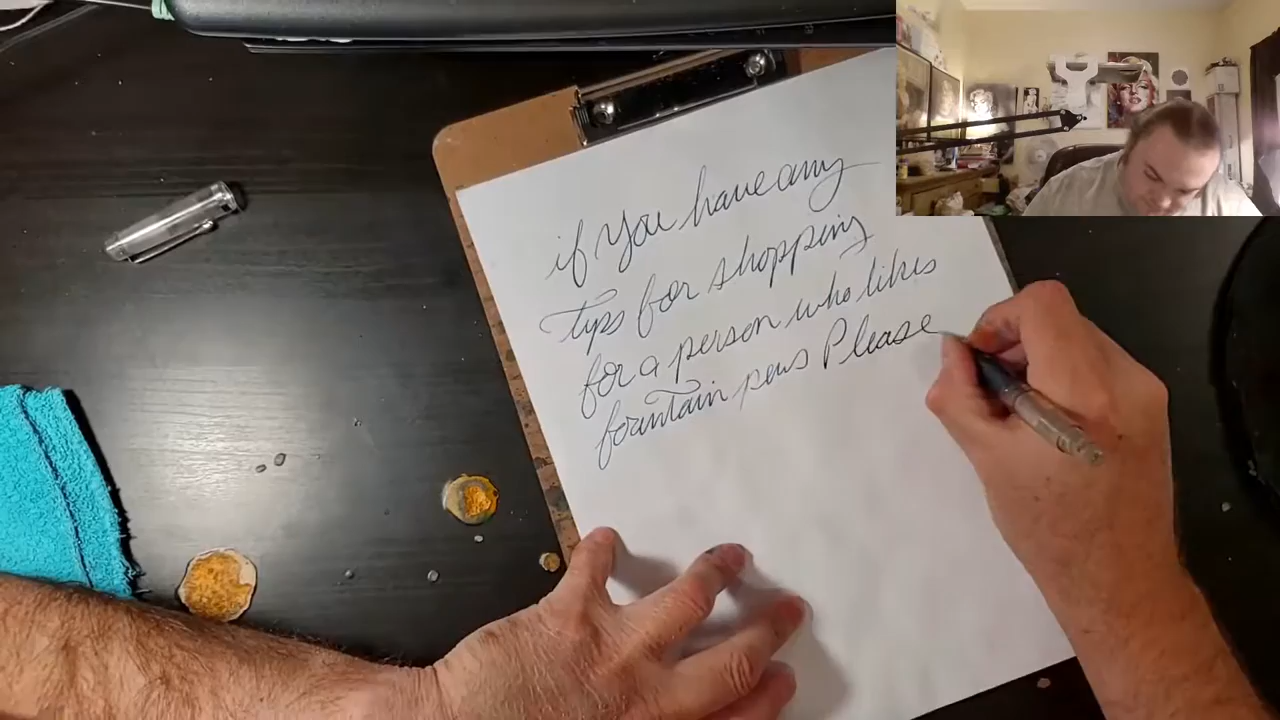 if You have any
tips for shopping
for a person who likes
fountain pens Please